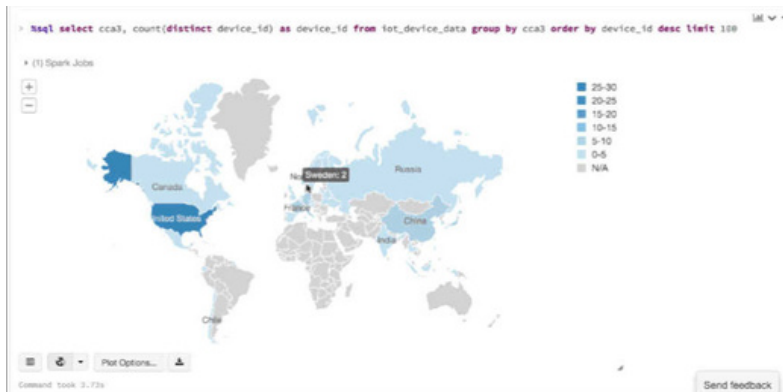 %sql select cca3, count(distinct device_id) as device_id from iot_device_data group by cca3 order by device_id desc limit 100
(1) Spark Jobs
+
−
25-30
20-25
15-20
10-15
5-10
0-5
N/A
Russia
Canada
Sweden: 2
France
United States
China
India
Chile
Plot Options...
Command took 3.73s
Send feedback